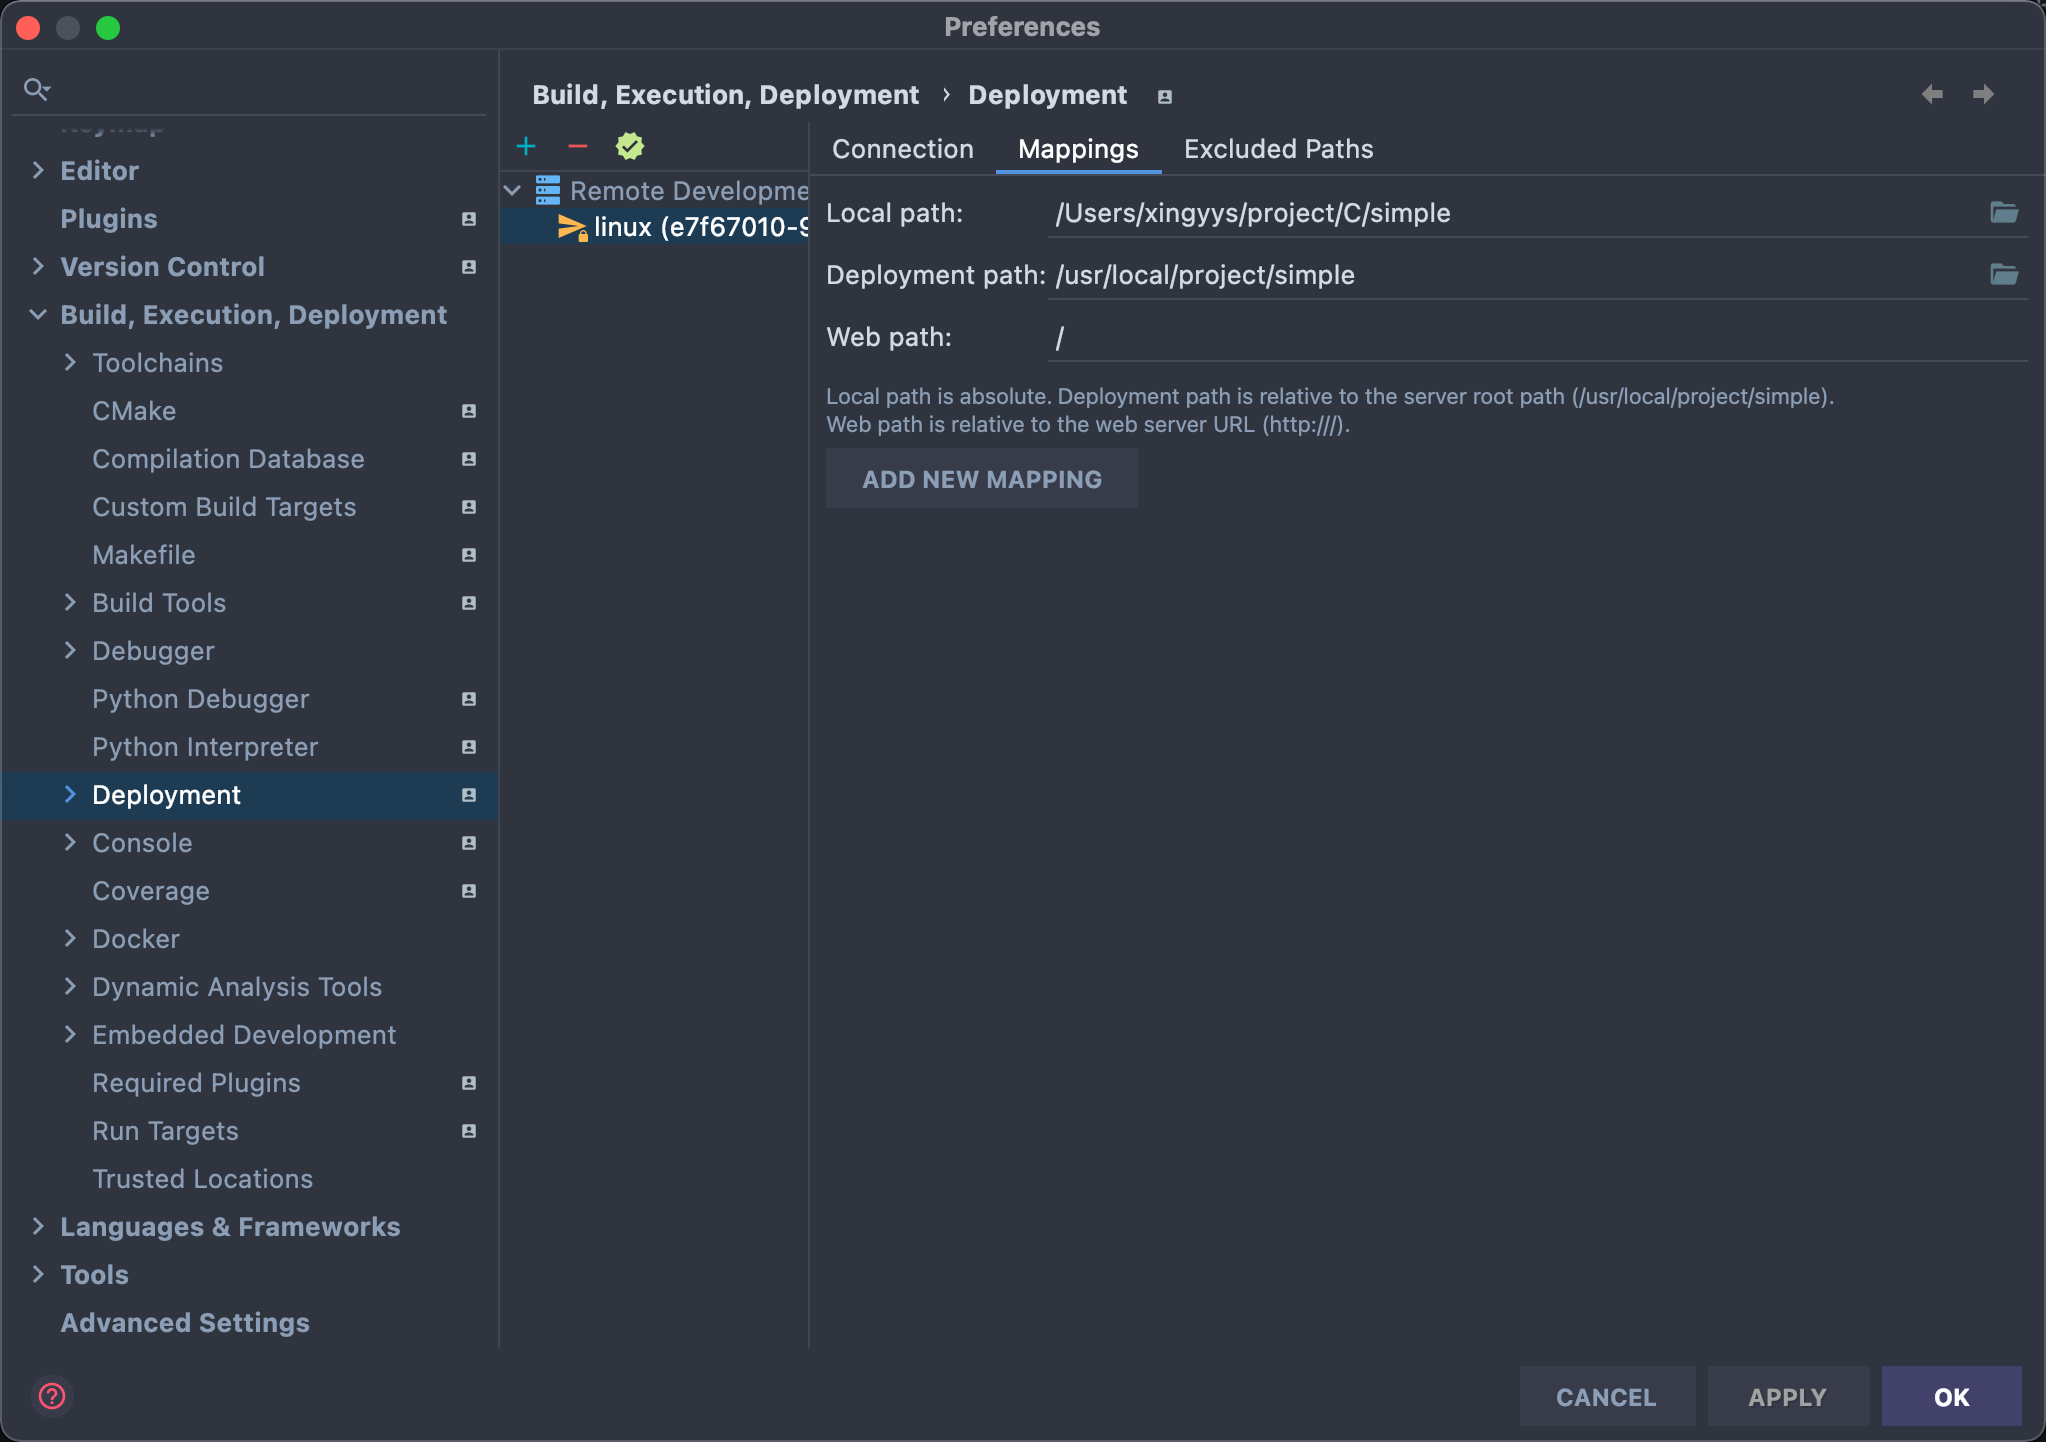 Preferences
Editor
Plugins
Version Control
Build, Execution, Deployment
Toolchains
CMake
Compilation Database
Custom Build Targets
Makefile
Build Tools
Debugger
Python Debugger
Python Interpreter
Deployment
Console
Coverage
Docker
Dynamic Analysis Tools
Embedded Development
Required Plugins
Run Targets
Trusted Locations
Languages & Frameworks
Tools
Advanced Settings
Build, Execution, Deployment › Deployment
Remote Developme
linux (e7f67010-9
Connection Mappings Excluded Paths
Local path: /Users/xingyys/project/C/simple
Deployment path: /usr/local/project/simple
Web path: /
Local path is absolute. Deployment path is relative to the server root path (/usr/local/project/simple).
Web path is relative to the web server URL (http:///).
ADD NEW MAPPING
CANCEL APPLY OK